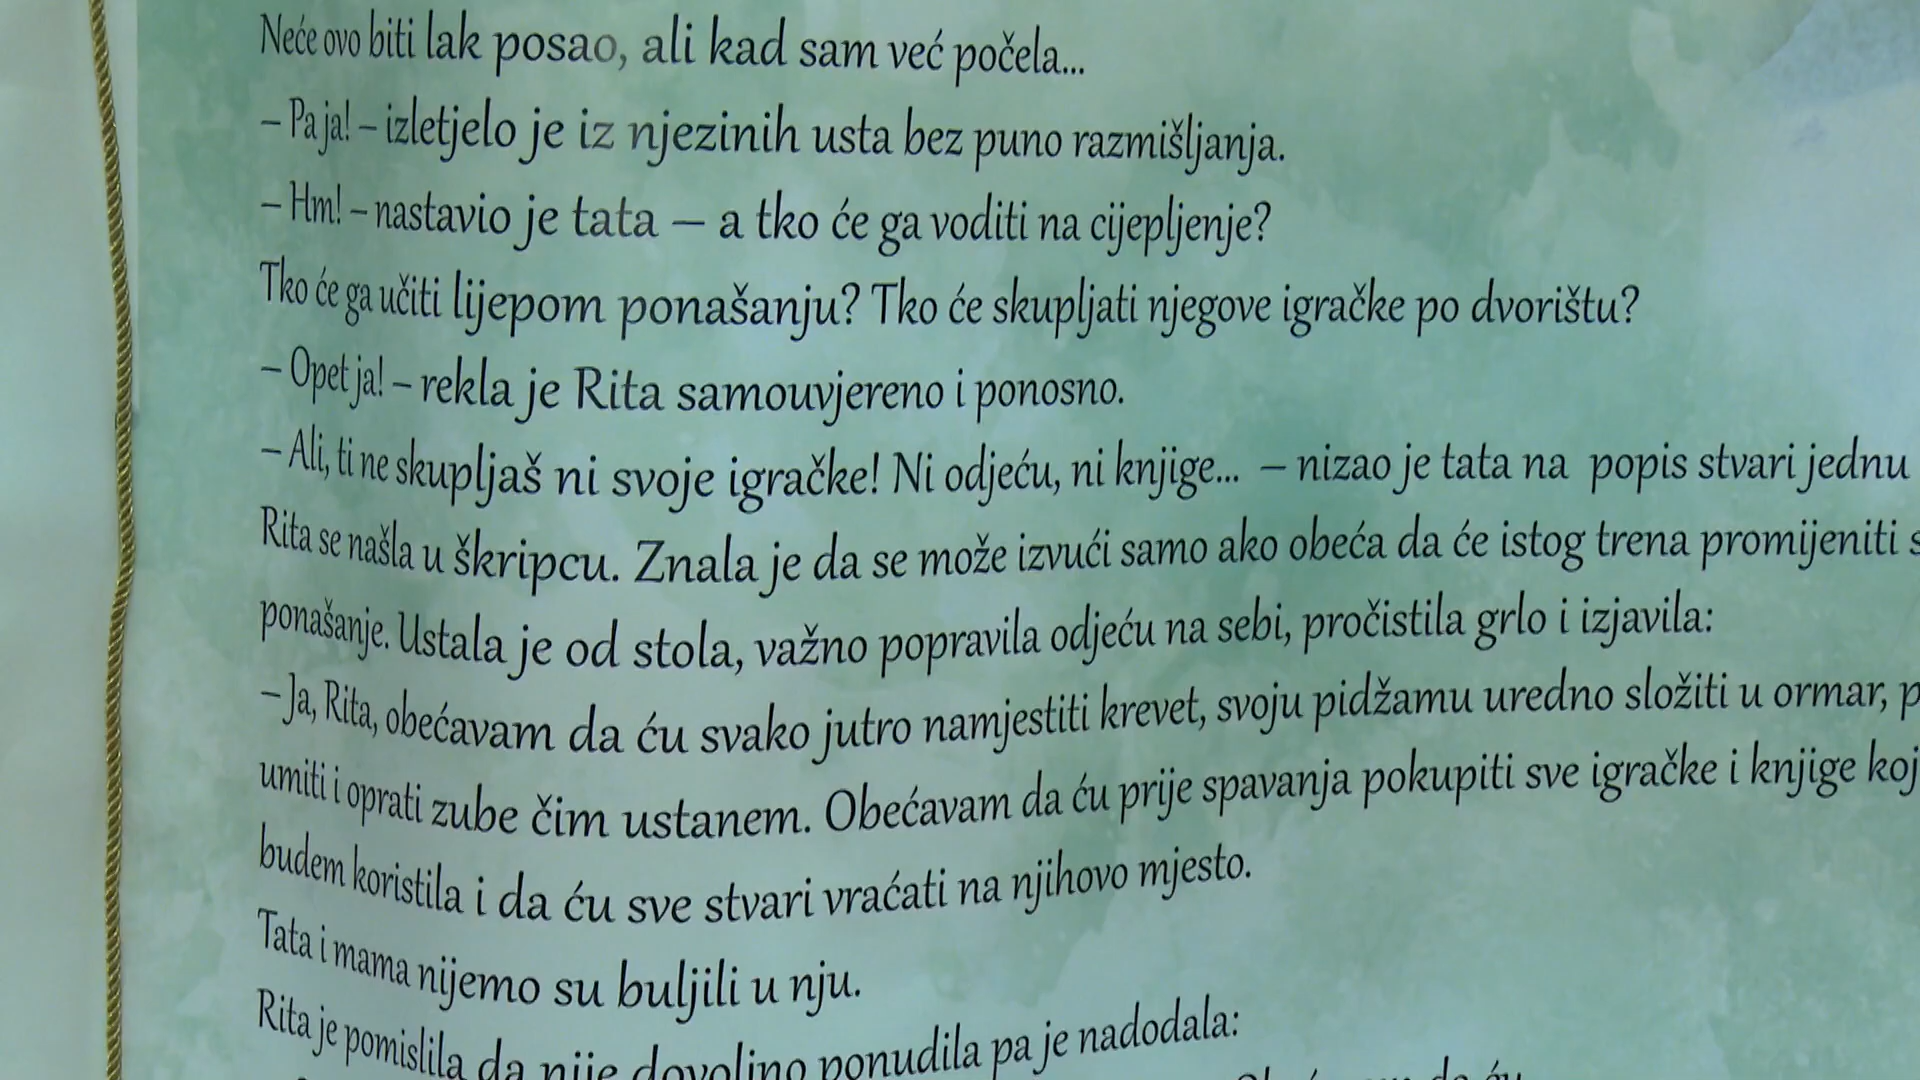 Neće ovo biti lak posao, ali kad sam već počela...
– Pa ja! – izletjelo je iz njezinih usta bez puno razmišljanja.
– Hm! – nastavio je tata – a tko će ga voditi na cijepljenje?
Tko će ga učiti lijepom ponašanju? Tko će skupljati njegove igračke po dvorištu?
– Opet ja! – rekla je Rita samouvjereno i ponosno.
– Ali, ti ne skupljaš ni svoje igračke! Ni odjeću, ni knjige... – nizao je tata na popis stvari jednu
Rita se našla u škripcu. Znala je da se može izvući samo ako obeća da će istog trena promijeniti
ponašanje. Ustala je od stola, važno popravila odjeću na sebi, pročistila grlo i izjavila:
– Ja, Rita, obećavam da ću svako jutro namjestiti krevet, svoju pidžamu uredno složiti u ormar,
umiti i oprati zube čim ustanem. Obećavam da ću prije spavanja pokupiti sve igračke i knjige koj
budem koristila i da ću sve stvari vraćati na njihovo mjesto.
Tata i mama nijemo su buljili u nju.
Rita je pomislila da nije dovoljno ponudila pa je nadodala:
da ću